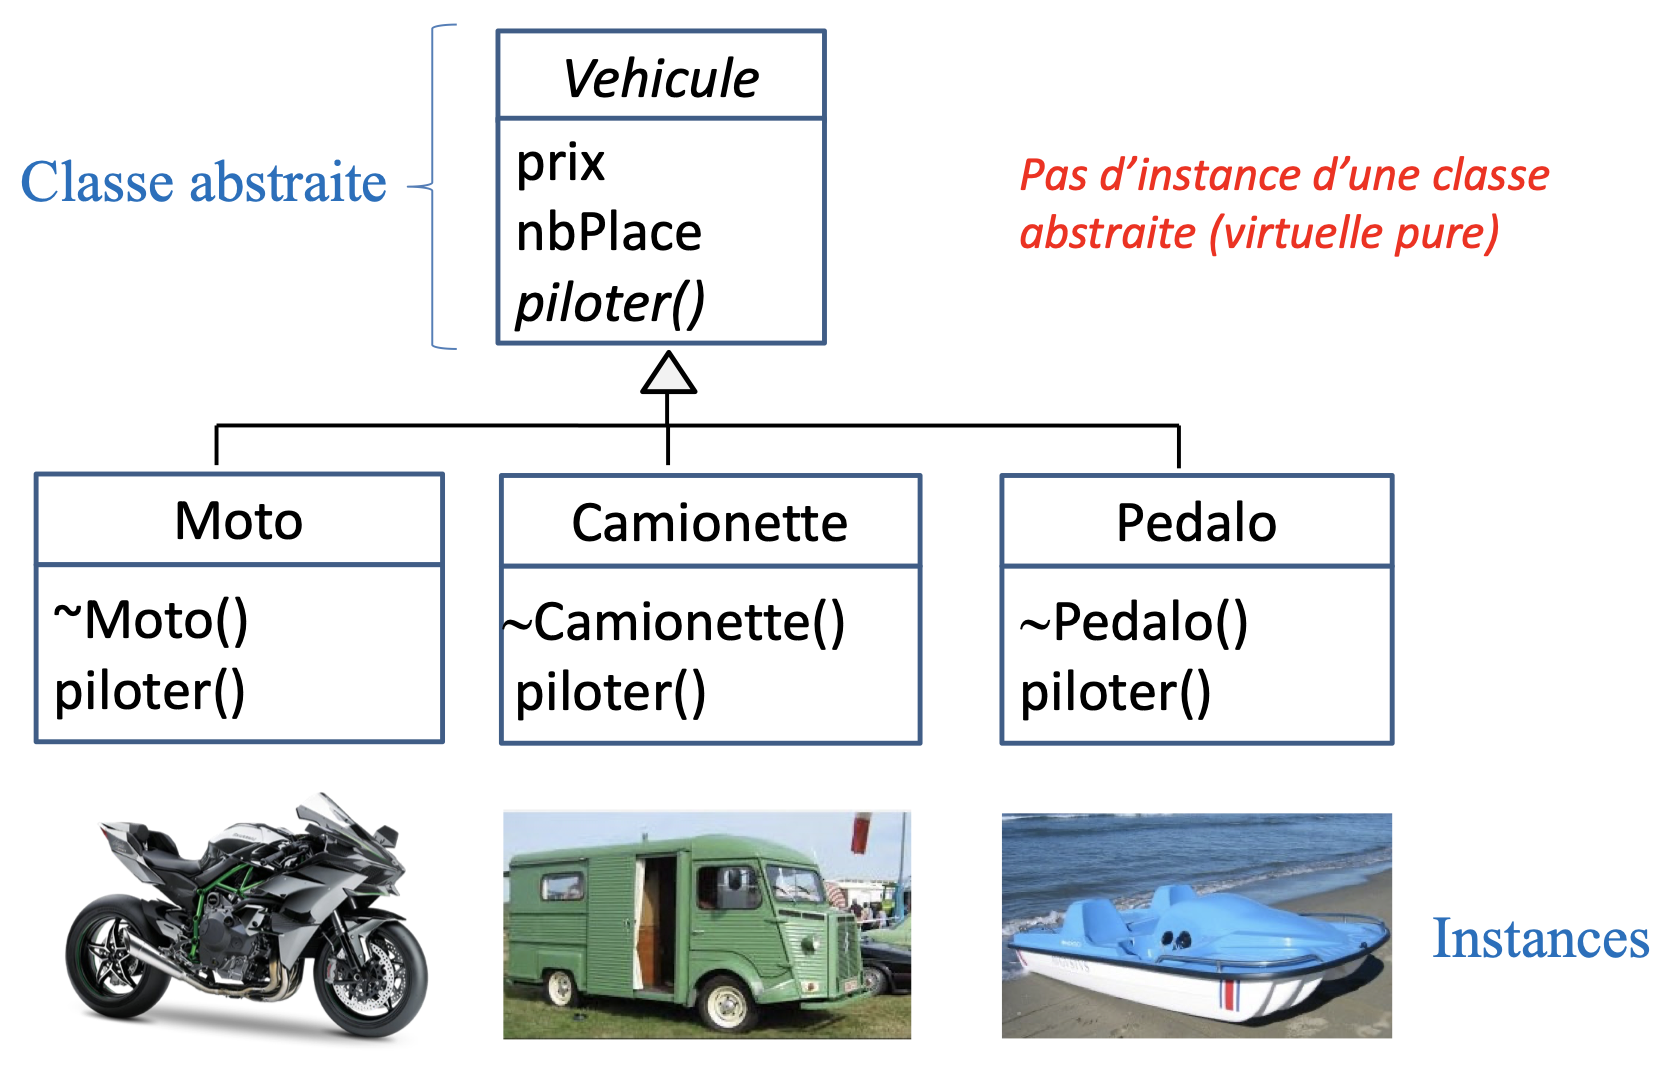 Vehicule
Classe abstraite
prix
nbPlace
piloter()
Pas d’instance d’une classe
abstraite (virtuelle pure)
Moto
~Moto()
piloter()
Camionette
~Camionette()
piloter()
Pedalo
~Pedalo()
piloter()
Instances